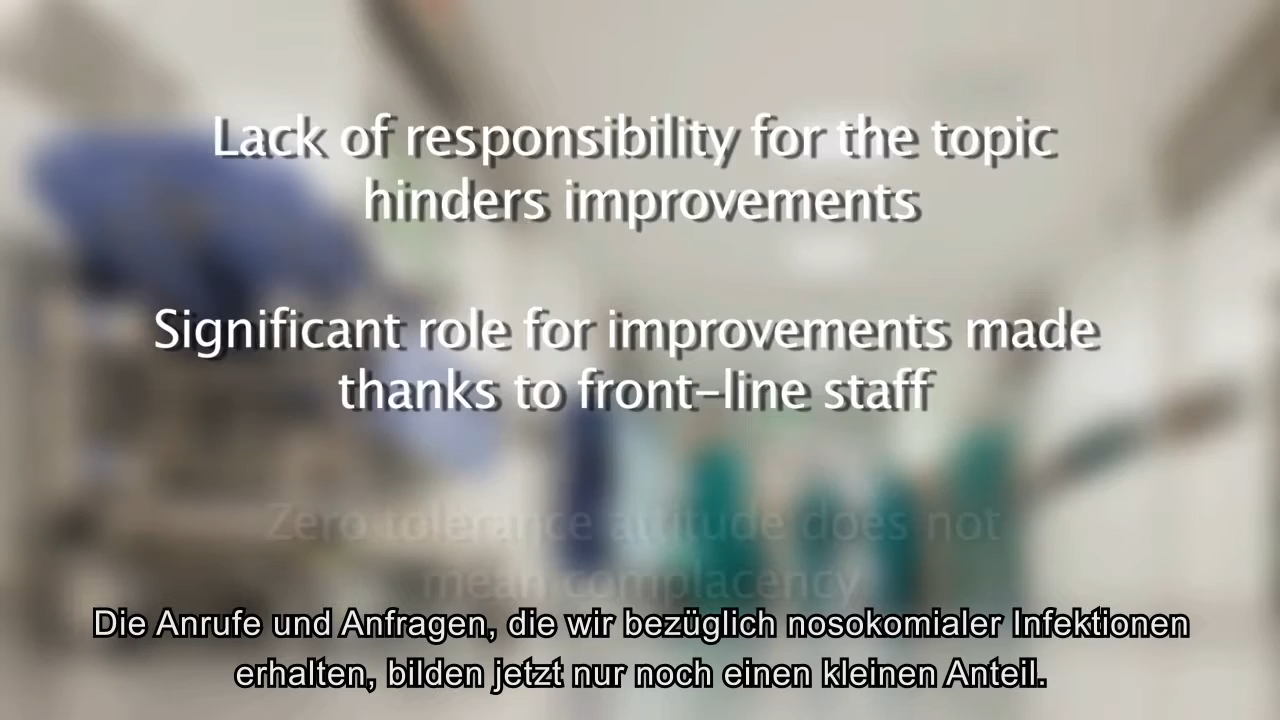 Lack of responsibility for the topic
hinders improvements
Significant role for improvements made
thanks to front-line staff
Zero tolerance attitude does not
mean complacency
Die Anrufe und Anfragen, die wir bezüglich nosokomialer Infektionen
erhalten, bilden jetzt nur noch einen kleinen Anteil.